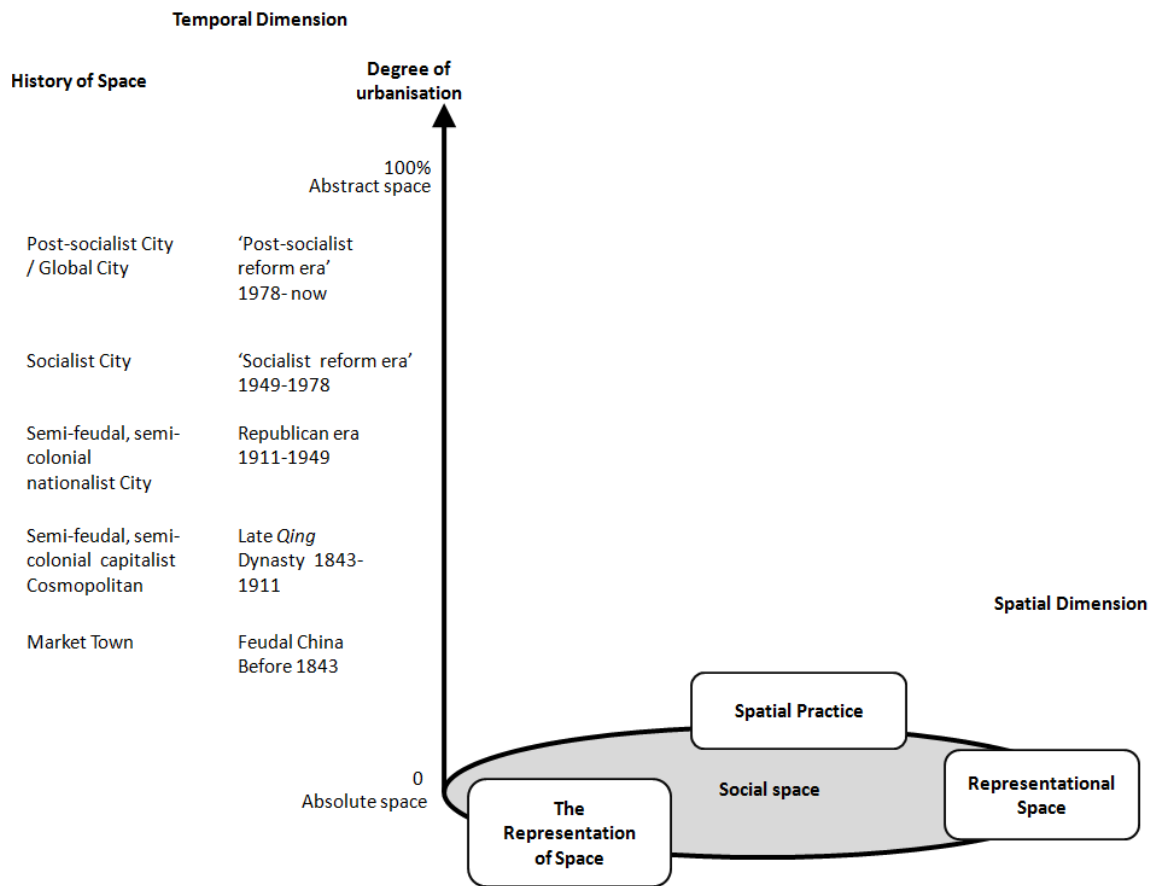 Temporal Dimension
History of Space
Degree of
urbanisation
100%
Abstract space
Post-socialist City
/ Global City
‘Post-socialist
reform era’
1978- now
Socialist City
‘Socialist reform era’
1949-1978
Semi-feudal, semi-
colonial
nationalist City
Republican era
1911-1949
Semi-feudal, semi-
colonial capitalist
Cosmopolitan
Late Qing
Dynasty 1843-
1911
Market Town
Feudal China
Before 1843
0
Absolute space
Spatial Dimension
Spatial Practice
Social space
Representational
Space
The
Representation
of Space